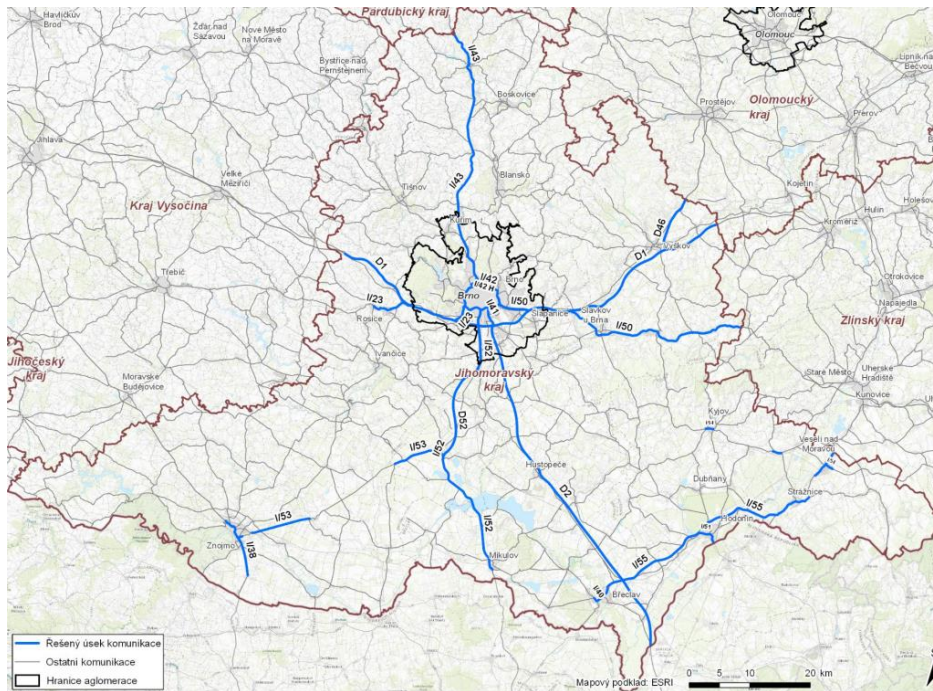 Havlíčkův
Brod
Žďár nad
Sázavou
Nové Město
na Moravě
Pardubický kraj
Olomouc
Olomouc
Bystřice nad
Pernštejnem
I/43
Boskovice
Lipník nad
Bečvou
Olomoucký
kraj
Prostějov
Přerov
Jihlava
Velké
Meziříčí
Tišnov
I/43
Blansko
Kojetín
Kraj Vysočina
Kuřim
D46
Hulín
Holešov
Kroměříž
Vyškov
D1
D1
Třebíč
I/42
Brno
I/42 H
Brno
Otrokovice
I/23
I/41
I/50
Slavkov
u Brna
Napajedla
Rosice
I/23
Šlapanice
I/50
Zlínský kraj
Ivančice
I/52
Jihočeský
kraj
Moravské
Budějovice
Jihomoravský
kraj
Staré Město
Uherské
Hradiště
Kunovice
D52
Kyjov
Veselí nad
Moravou
I/53
I/52
Hustopeče
Dubňany
D2
Strážnice
I/55
I/53
I/52
I/51
Hodonín
Znojmo
I/38
Mikulov
I/55
I/40
Břeclav
Řešený úsek komunikace
Ostatní komunikace
Hranice aglomerace
Mapový podklad: ESRI
0 5 10 20 km